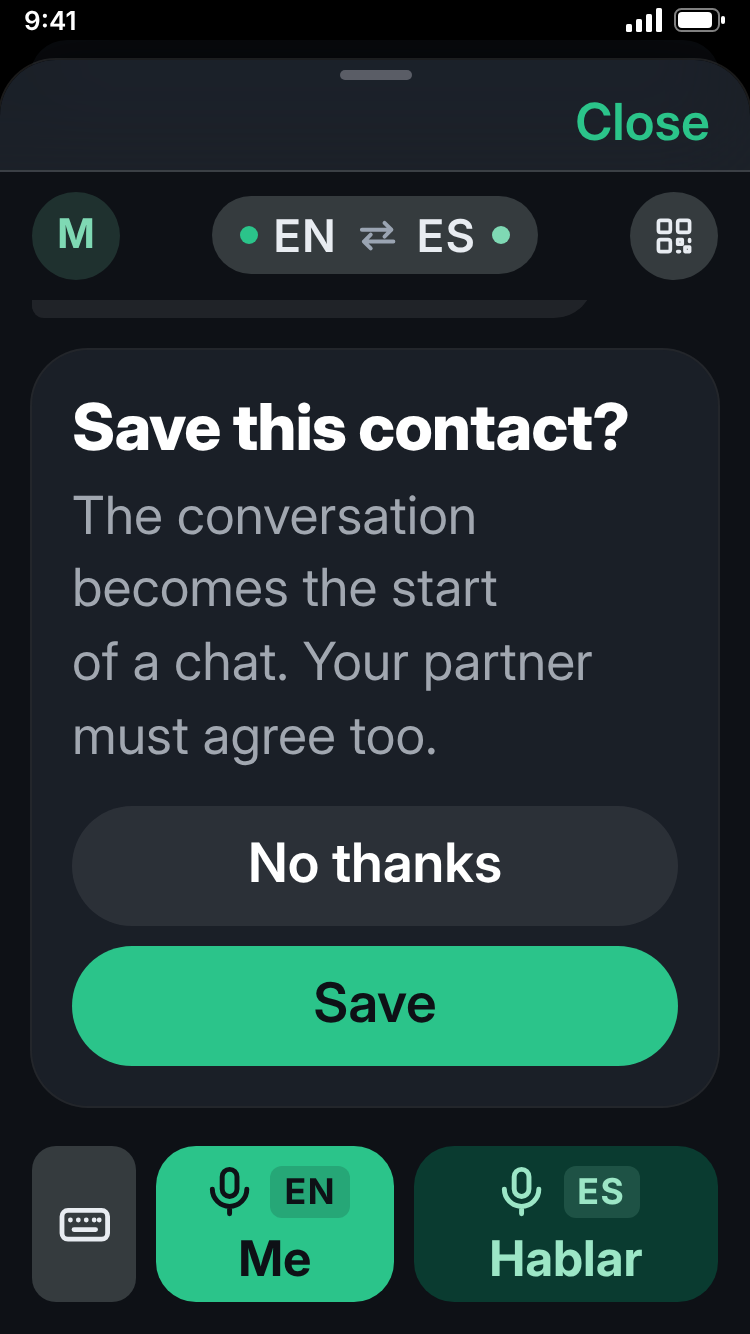 9:41
Close
M
EN ES
Save this contact?
The conversation
becomes the start
of a chat. Your partner
must agree too.
No thanks
Save
EN
Me
ES
Hablar